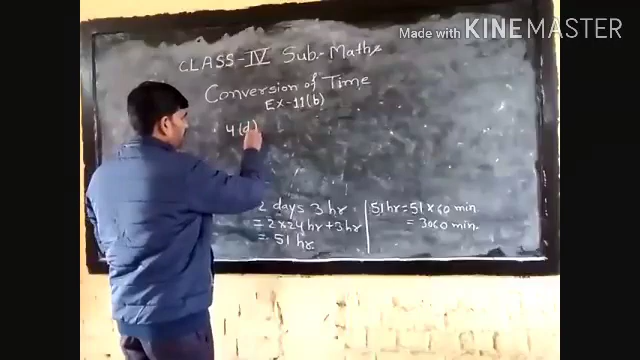 Made with KINEMASTER
CLASS-IV Sub.-Maths
Conversion of Time
Ex-11(b)
4(d)
2 days 3 hr
= 2×24 hr + 3 hr
= 51 hr.
51 hr = 51 × 60 min.
= 3060 min.